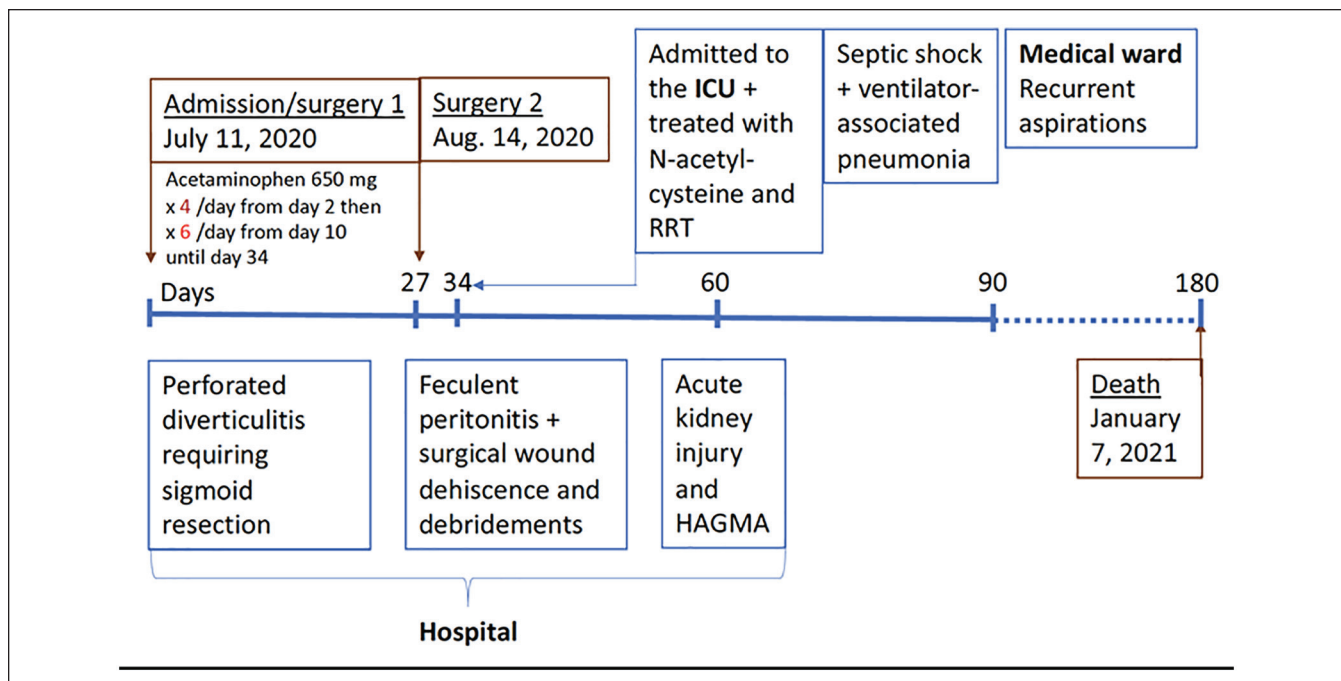 Admission/surgery 1
July 11, 2020
Acetaminophen 650 mg
x 4 /day from day 2 then
x 6 /day from day 10
until day 34
Surgery 2
Aug. 14, 2020
Admitted to
the ICU +
treated with
N-acetyl-
cysteine and
RRT
Septic shock
+ ventilator-
associated
pneumonia
Medical ward
Recurrent
aspirations
Days
27
34
60
90
180
Perforated
diverticulitis
requiring
sigmoid
resection
Feculent
peritonitis +
surgical wound
dehiscence and
debridements
Acute
kidney
injury
and
HAGMA
Death
January
7, 2021
Hospital